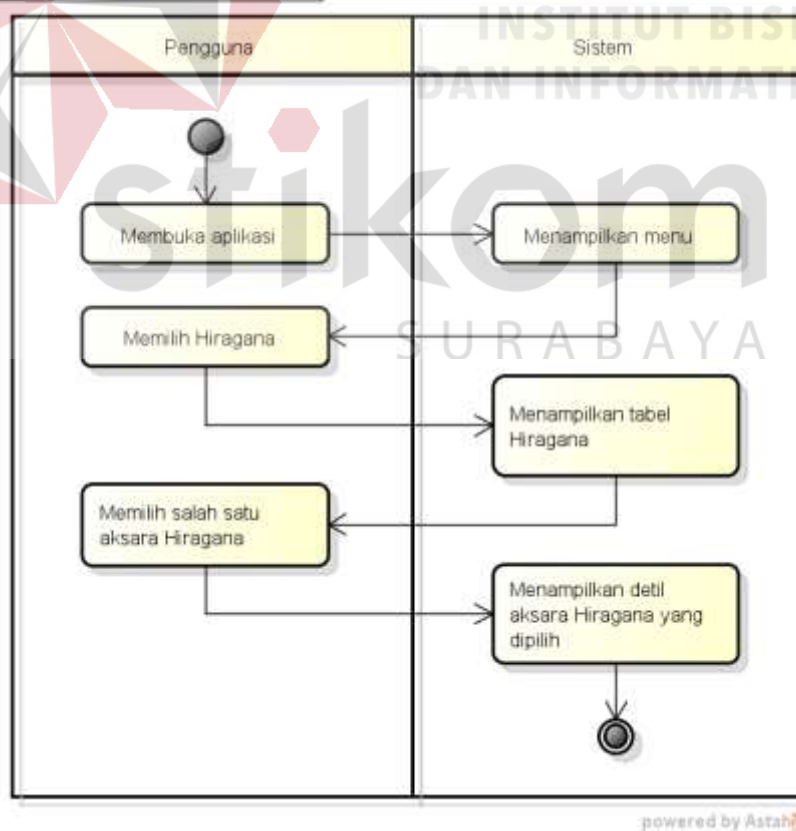 INSTITUT BISI
DAN INFORMATI
Pengguna
Sistem
stikom
SURABAYA
Membuka aplikasi
Menampilkan menu
Memilih Hiragana
Menampilkan tabel
Hiragana
Memilih salah satu
aksara Hiragana
Menampilkan detil
aksara Hiragana yang
dipilih
powered by Astah